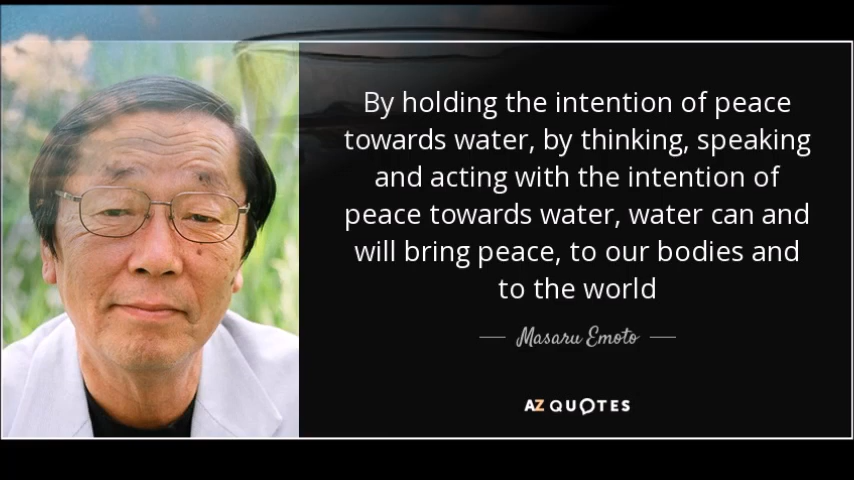 By holding the intention of peace
towards water, by thinking, speaking
and acting with the intention of
peace towards water, water can and
will bring peace, to our bodies and
to the world
Masaru Emoto
AZ QUOTES